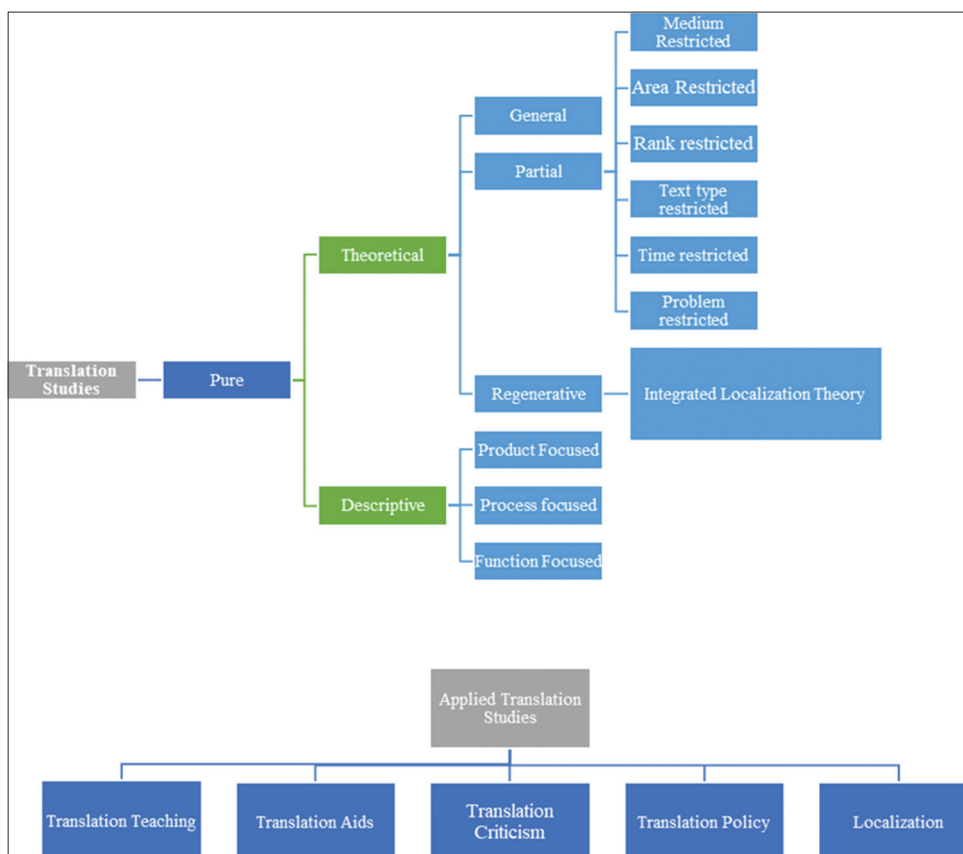 Medium
Restricted
Area Restricted
General
Rank restricted
Partial
Text type
restricted
Theoretical
Time restricted
Problem
restricted
Translation
Studies
Pure
Regenerative
Integrated Localization Theory
Product Focused
Descriptive
Process focused
Function Focused
Applied Translation
Studies
Translation Teaching
Translation Aids
Translation
Criticism
Translation Policy
Localization